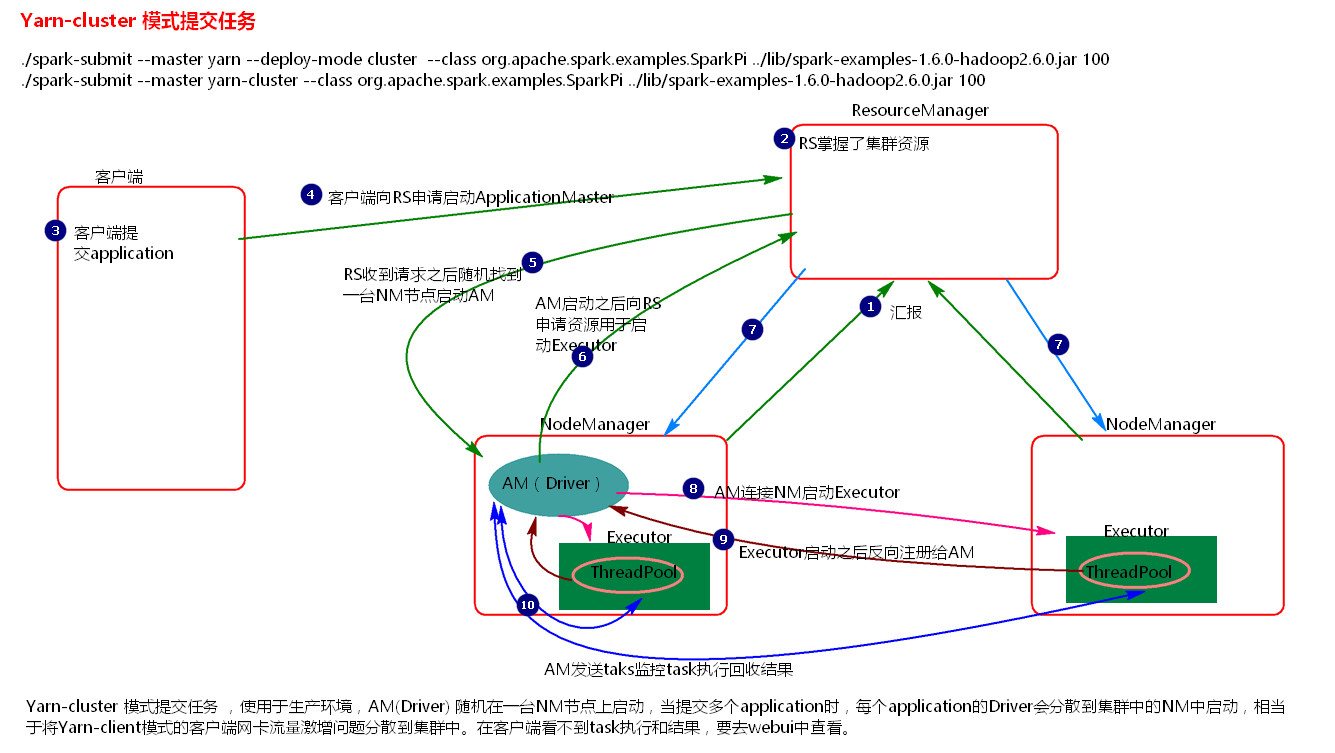 Yarn-cluster 模式提交任务
./spark-submit --master yarn --deploy-mode cluster --class org.apache.spark.examples.SparkPi ../lib/spark-examples-1.6.0-hadoop2.6.0.jar 100
./spark-submit --master yarn-cluster --class org.apache.spark.examples.SparkPi ../lib/spark-examples-1.6.0-hadoop2.6.0.jar 100
ResourceManager
2 RS掌握了集群资源
客户端
4 客户端向RS申请启动ApplicationMaster
3 客户端提
交application
5
RS收到请求之后随机找到
一台NM节点启动AM
AM启动之后向RS
申请资源用于启
动Executor
6
7
1 汇报
7
NodeManager
NodeManager
AM（Driver）
8 AM连接NM启动Executor
Executor
ThreadPool
9
Executor启动之后反向注册给AM
Executor
ThreadPool
10
AM发送taks监控task执行回收结果
Yarn-cluster 模式提交任务 ，使用于生产环境，AM(Driver) 随机在一台NM节点上启动，当提交多个application时，每个application的Driver会分散到集群中的NM中启动，相当
于将Yarn-client模式的客户端网卡流量激增问题分散到集群中。在客户端看不到task执行和结果，要去webui中查看。